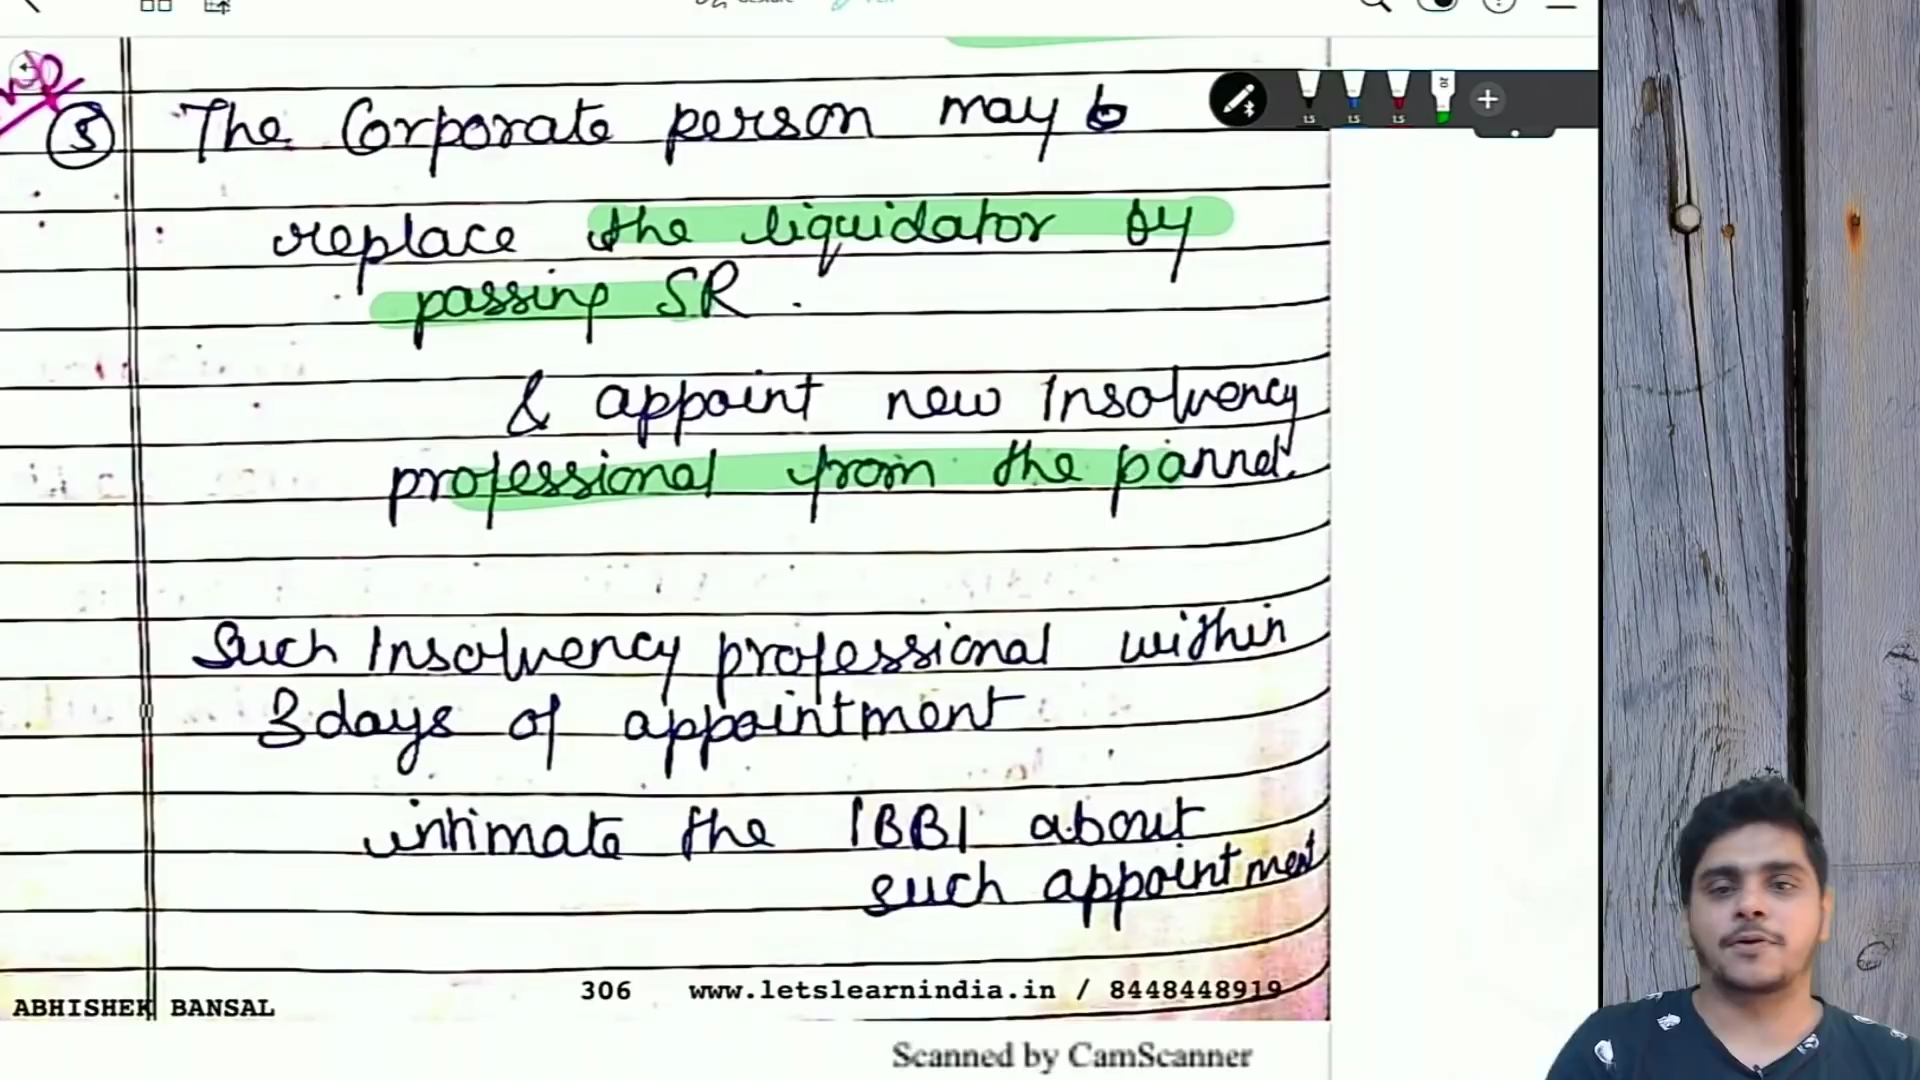 5 The Corporate person may b
replace the liquidator by
passing SR.
& appoint new Insolvency
professional from the pannel.
Such Insolvency professional within
3 days of appointment
intimate the IBBI about
such appointment
306 www.letslearnindia.in / 8448448919
ABHISHEK BANSAL
Scanned by CamScanner